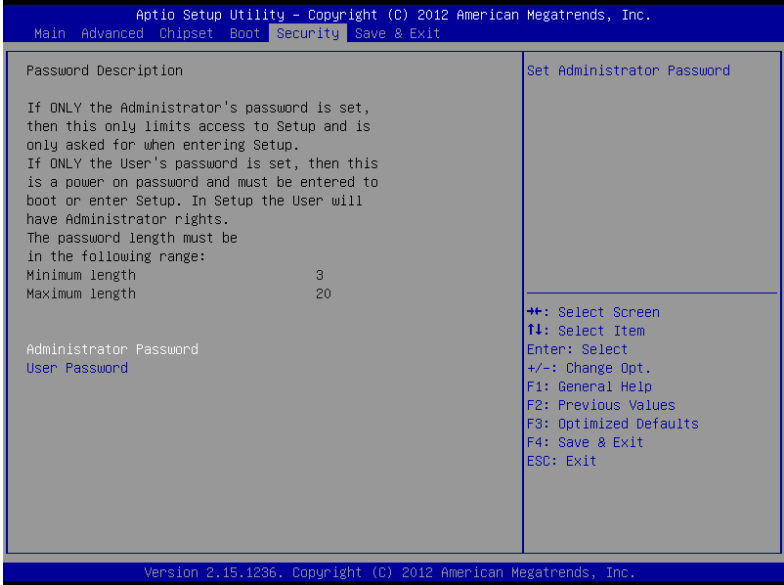 Aptio Setup Utility – Copyright (C) 2012 American Megatrends, Inc.
Main Advanced Chipset Boot Security Save & Exit
Password Description
If ONLY the Administrator's password is set,
then this only limits access to Setup and is
only asked for when entering Setup.
If ONLY the User's password is set, then this
is a power on password and must be entered to
boot or enter Setup. In Setup the User will
have Administrator rights.
The password length must be
in the following range:
Minimum length 3
Maximum length 20
Administrator Password
User Password
Set Administrator Password
→←: Select Screen
↑↓: Select Item
Enter: Select
+/-: Change Opt.
F1: General Help
F2: Previous Values
F3: Optimized Defaults
F4: Save & Exit
ESC: Exit
Version 2.15.1236. Copyright (C) 2012 American Megatrends, Inc.